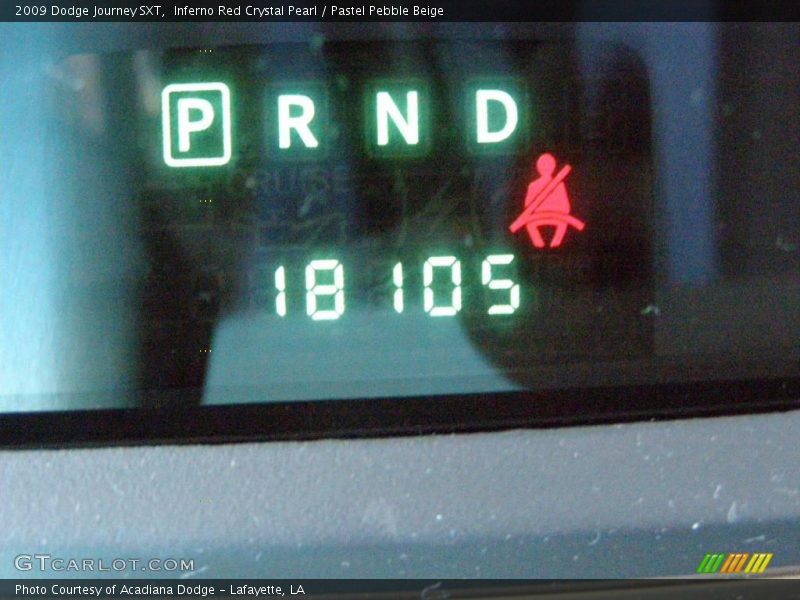 2009 Dodge Journey SXT,  Inferno Red Crystal Pearl / Pastel Pebble Beige
P R N D
CRUISE
18105
GTCARLOT.COM
Photo Courtesy of Acadiana Dodge - Lafayette, LA